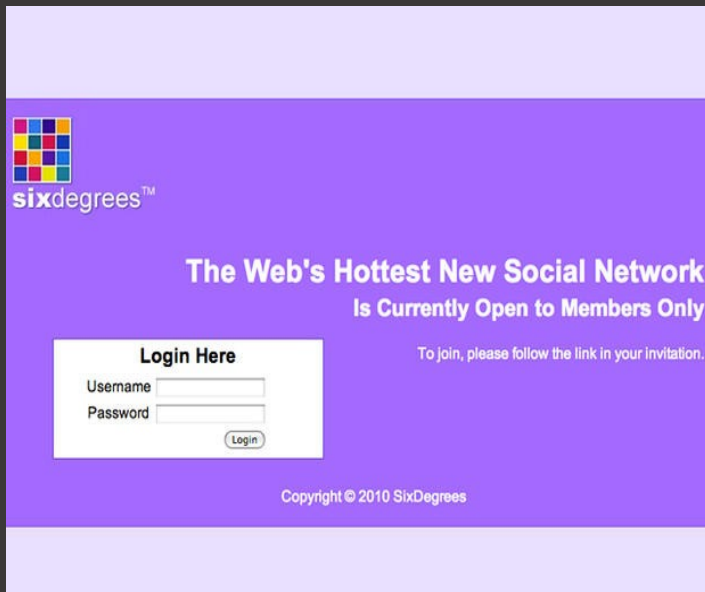 sixdegrees™
The Web's Hottest New Social Network
Is Currently Open to Members Only
Login Here
To join, please follow the link in your invitation.
Username
Password
Login
Copyright © 2010 SixDegrees